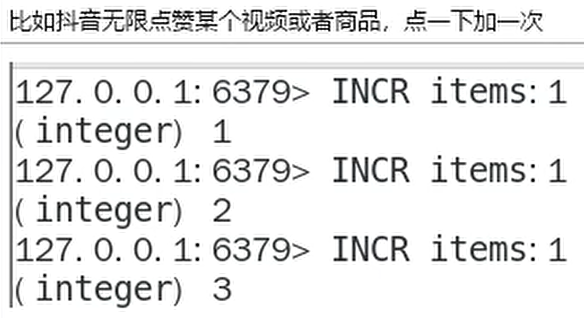 比如抖音无限点赞某个视频或者商品，点一下加一次
127.0.0.1:6379> INCR items:1
(integer) 1
127.0.0.1:6379> INCR items:1
(integer) 2
127.0.0.1:6379> INCR items:1
(integer) 3